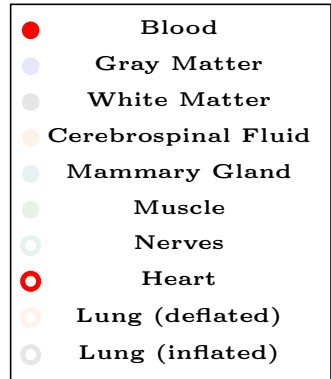 Blood
Gray Matter
White Matter
Cerebrospinal Fluid
Mammary Gland
Muscle
Nerves
Heart
Lung (deflated)
Lung (inflated)